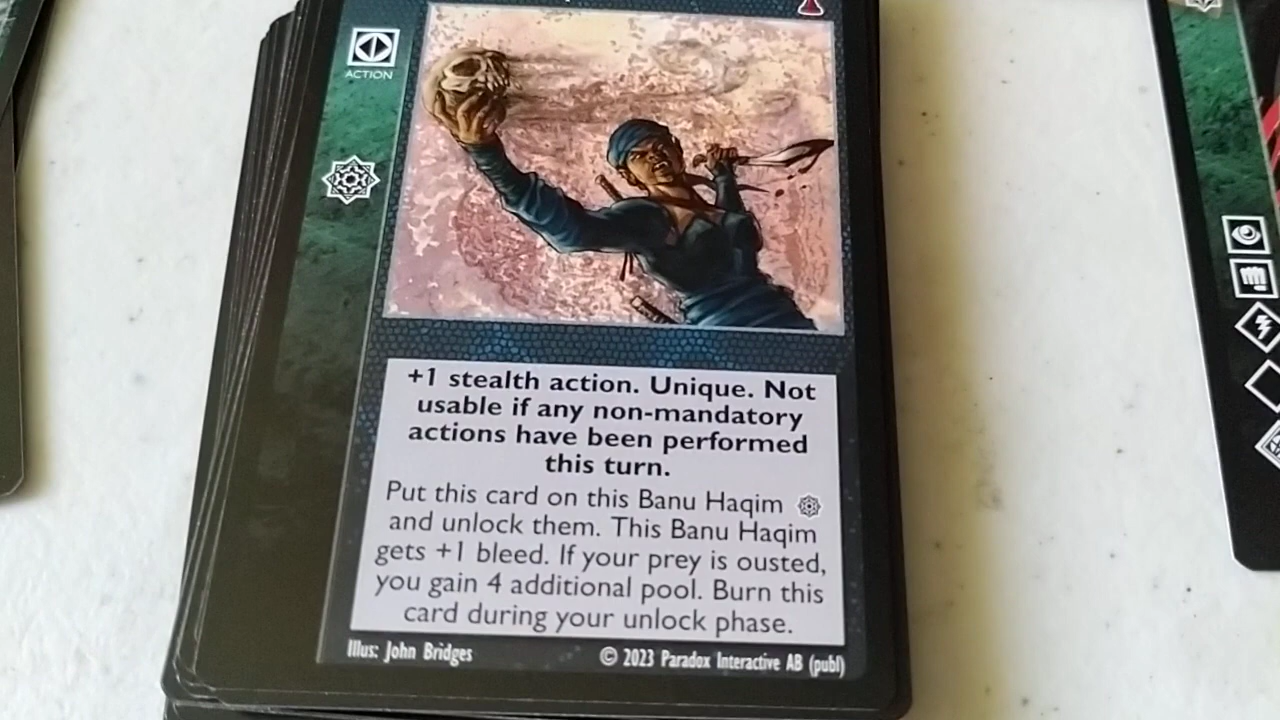 ACTION
+1 stealth action. Unique. Not
usable if any non-mandatory
actions have been performed
this turn.
Put this card on this Banu Haqim
and unlock them. This Banu Haqim
gets +1 bleed. If your prey is ousted,
you gain 4 additional pool. Burn this
card during your unlock phase.
Illus: John Bridges
© 2023 Paradox Interactive AB (publ)